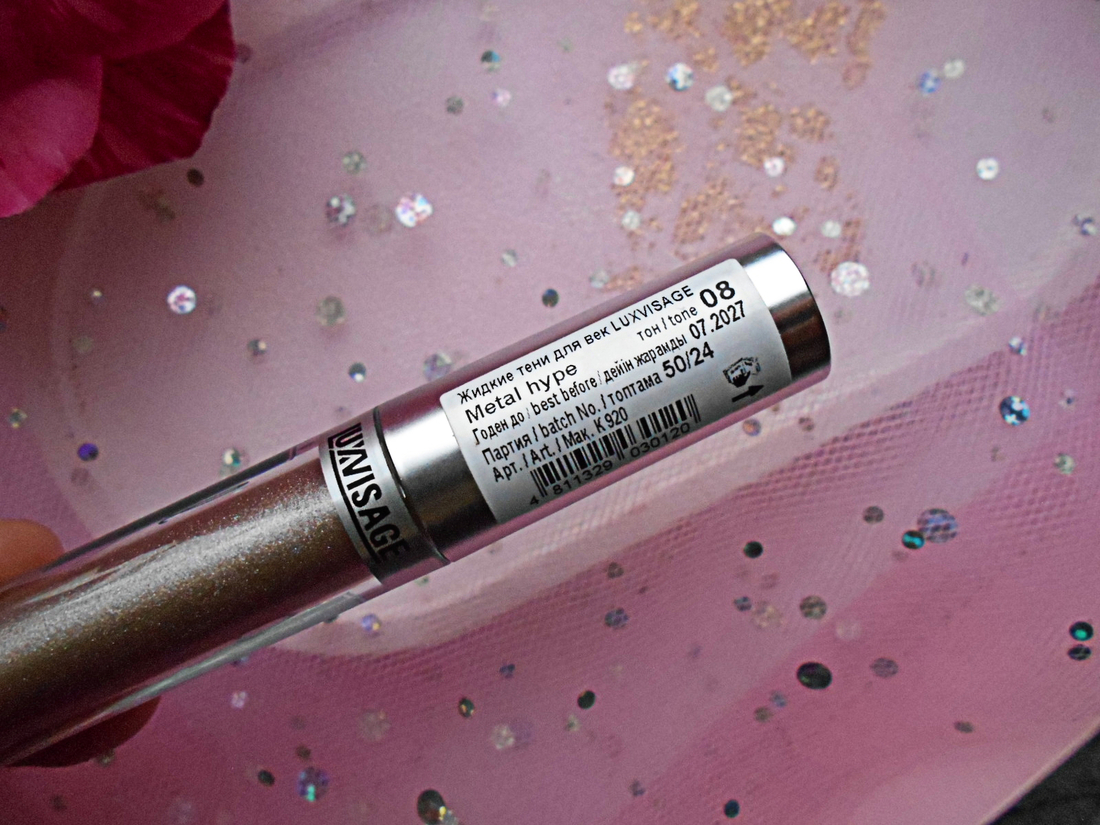 Жидкие тени для век LUXVISAGE
Metal hype тон / tone 08
Годен до / best before / дейін жарамды 07.2027
Партия / batch No. / топтама 50/24
Арт. / Art. / Мак. K 920
4 811329 030120
LUXVISAGE